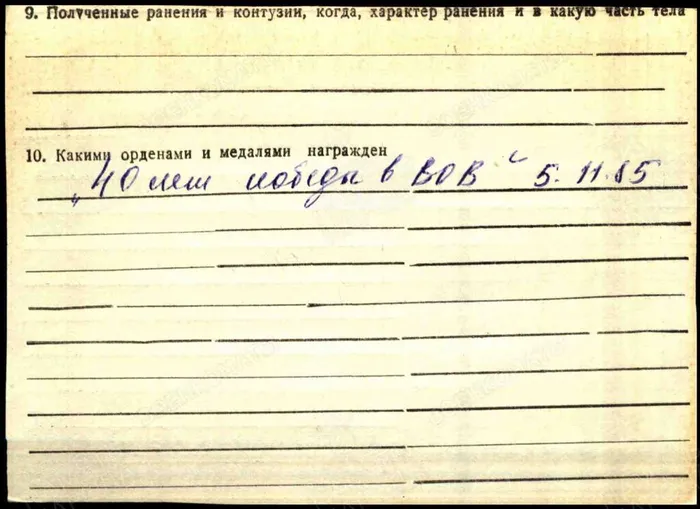 9. Полученные ранения и контузии, когда, характер ранения и в какую часть тела
10. Какими орденами и медалями награжден
„40 лет победы в ВОВ“ 5.11.85